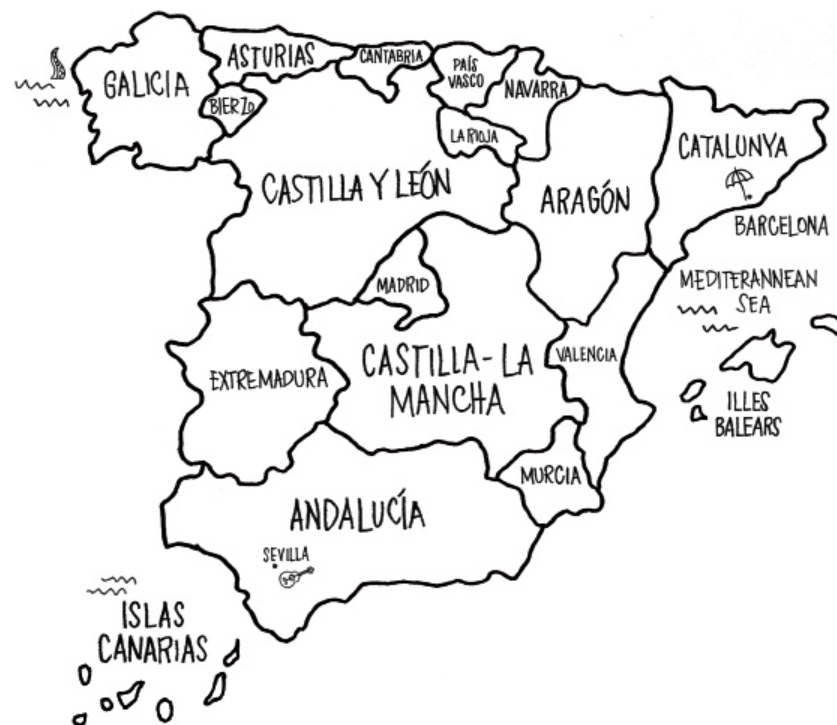 GALICIA
ASTURIAS
CANTABRIA
PAÍS
VASCO
NAVARRA
BIERZO
LA RIOJA
CATALUNYA
CASTILLA Y LEÓN
ARAGÓN
BARCELONA
MADRID
MEDITERANNEAN
SEA
EXTREMADURA
CASTILLA-LA
MANCHA
VALENCIA
ILLES
BALEARS
MURCIA
ANDALUCÍA
SEVILLA
ISLAS
CANARIAS